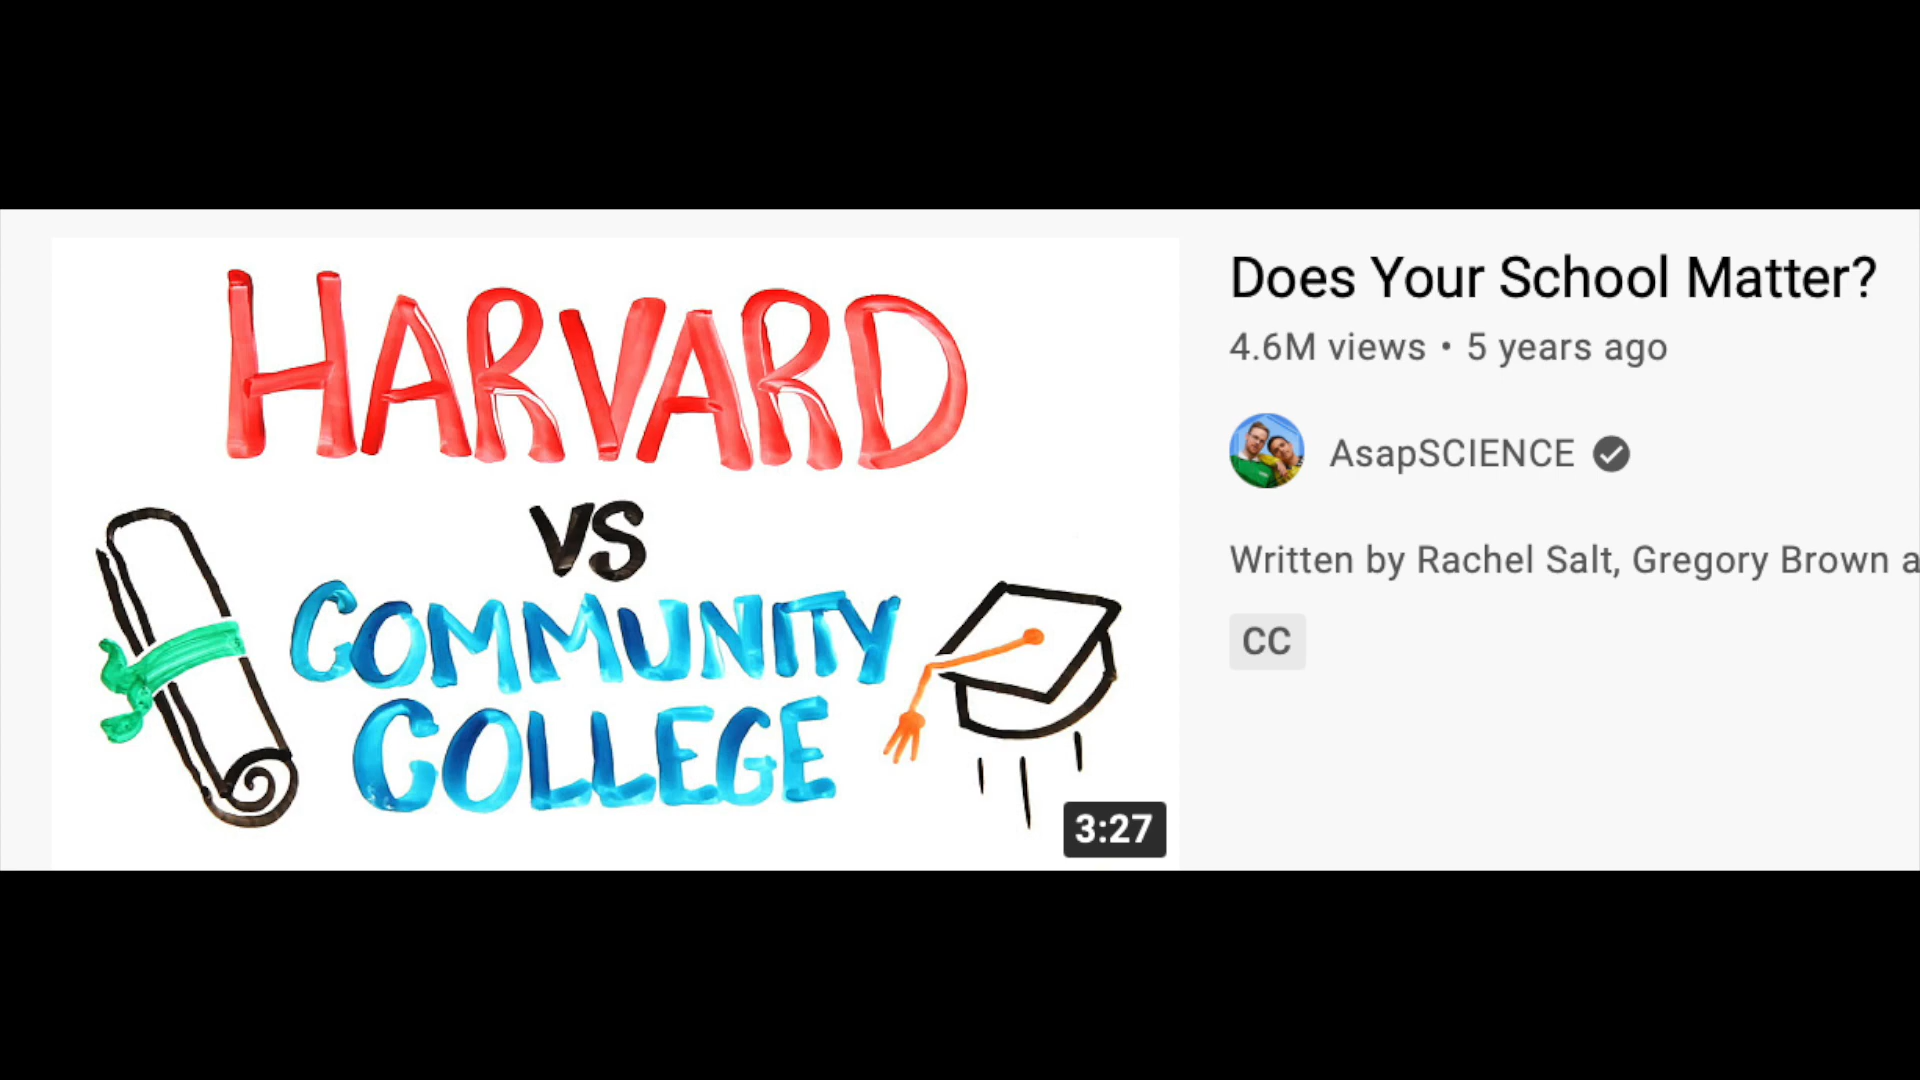 HARVARD
VS
COMMUNITY
COLLEGE
3:27
Does Your School Matter?
4.6M views • 5 years ago
AsapSCIENCE
Written by Rachel Salt, Gregory Brown a
CC